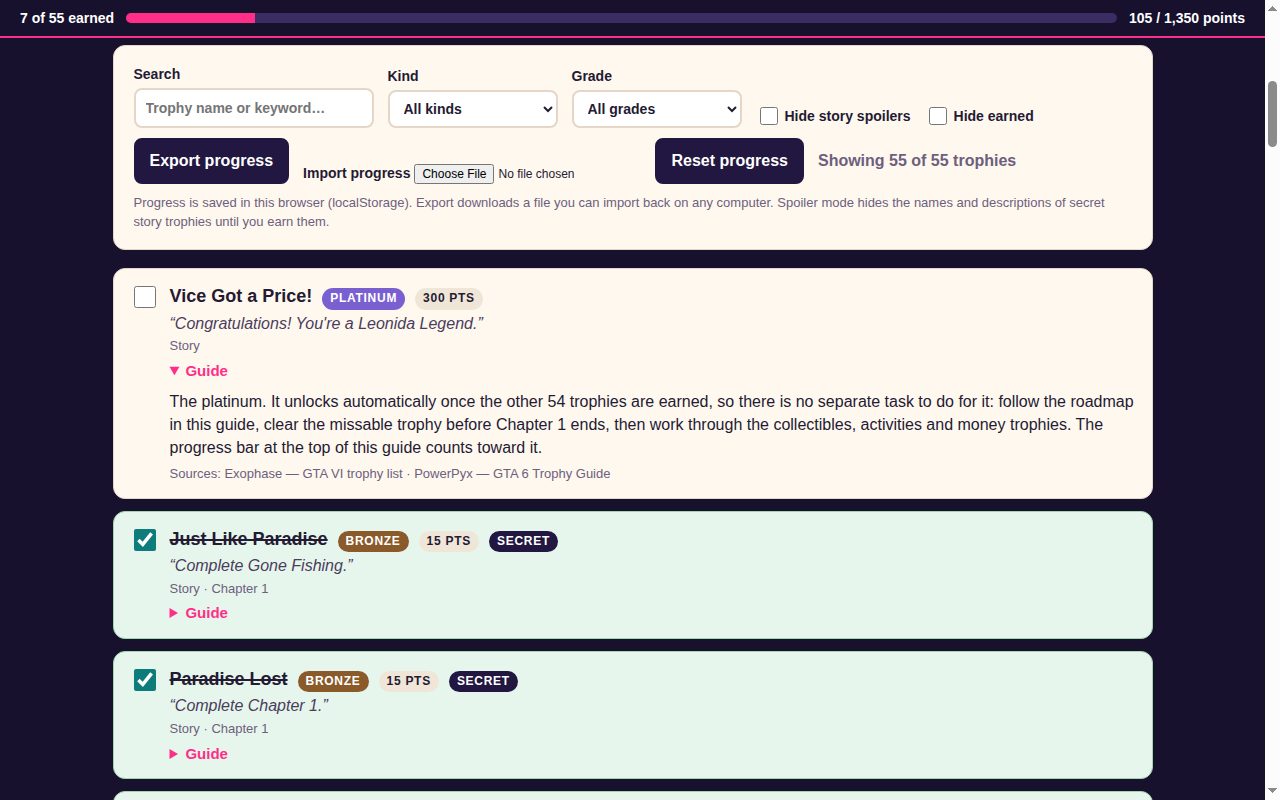 7 of 55 earned
105 / 1,350 points
Search
Kind
Grade
Trophy name or keyword…
All kinds
All grades
Hide story spoilers
Hide earned
Export progress
Import progress
Choose File
No file chosen
Reset progress
Showing 55 of 55 trophies
Progress is saved in this browser (localStorage). Export downloads a file you can import back on any computer. Spoiler mode hides the names and descriptions of secret
story trophies until you earn them.
Vice Got a Price! PLATINUM 300 PTS
“Congratulations! You're a Leonida Legend.”
Story
Guide
The platinum. It unlocks automatically once the other 54 trophies are earned, so there is no separate task to do for it: follow the roadmap
in this guide, clear the missable trophy before Chapter 1 ends, then work through the collectibles, activities and money trophies. The
progress bar at the top of this guide counts toward it.
Sources: Exophase — GTA VI trophy list · PowerPyx — GTA 6 Trophy Guide
Just Like Paradise BRONZE 15 PTS SECRET
“Complete Gone Fishing.”
Story · Chapter 1
Guide
Paradise Lost BRONZE 15 PTS SECRET
“Complete Chapter 1.”
Story · Chapter 1
Guide